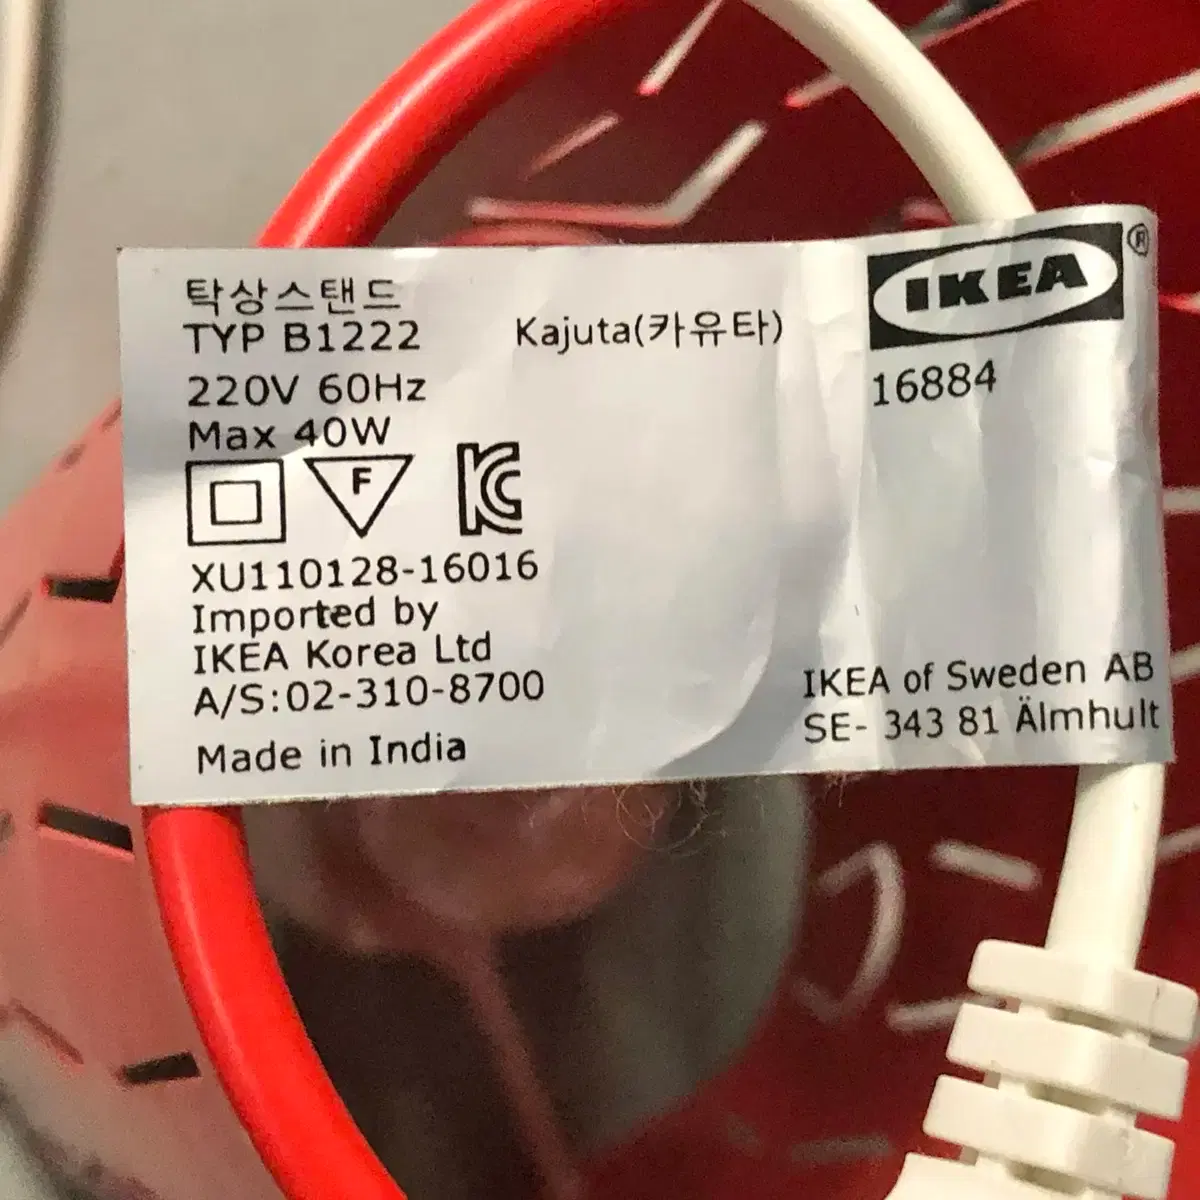 탁상스탠드
TYP B1222
Kajuta(카유타)
IKEA®
16884
220V 60Hz
Max 40W
F
KC
XU110128-16016
Imported by
IKEA Korea Ltd
A/S:02-310-8700
Made in India
IKEA of Sweden AB
SE- 343 81 Älmhult